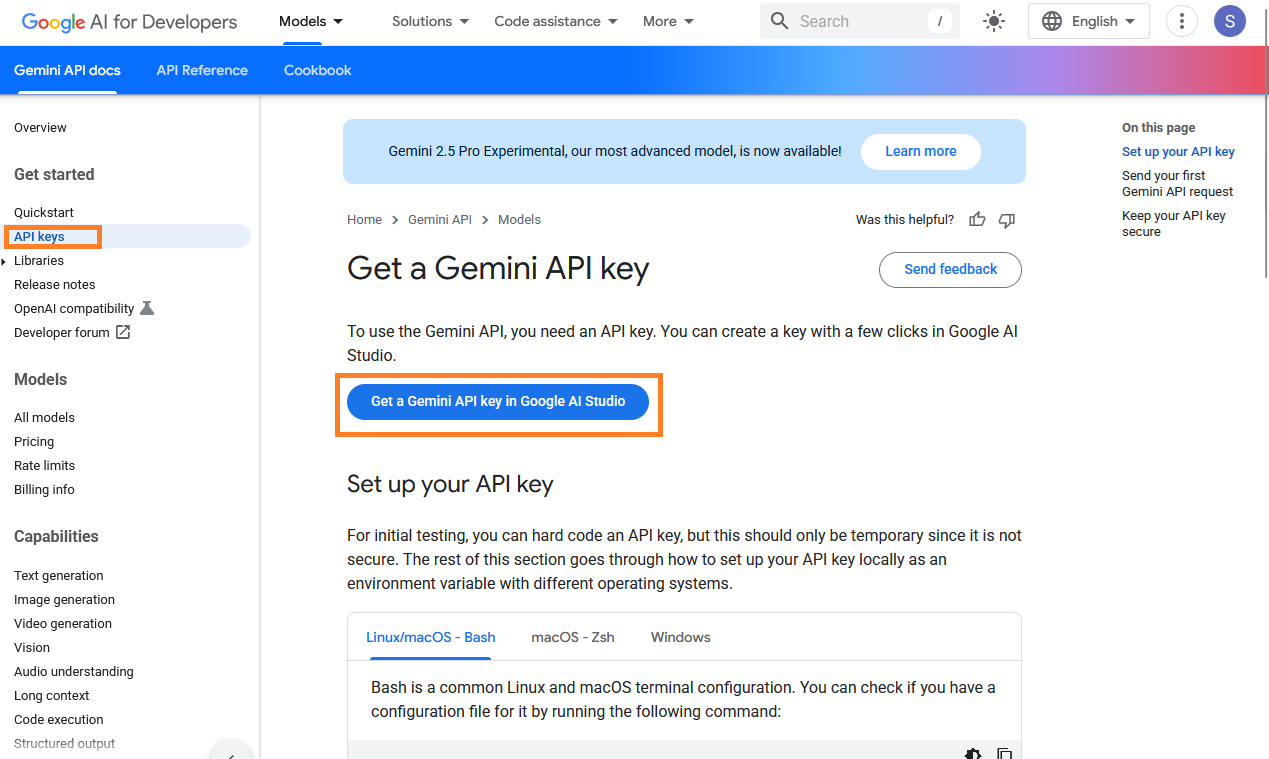 Google AI for Developers
Models
Solutions
Code assistance
More
Search
/
English
S
Gemini API docs
API Reference
Cookbook
Overview
Get started
Quickstart
API keys
Libraries
Release notes
OpenAI compatibility
Developer forum
Models
All models
Pricing
Rate limits
Billing info
Capabilities
Text generation
Image generation
Video generation
Vision
Audio understanding
Long context
Code execution
Structured output
Gemini 2.5 Pro Experimental, our most advanced model, is now available!
Learn more
Home > Gemini API > Models
Was this helpful?
Get a Gemini API key
Send feedback
To use the Gemini API, you need an API key. You can create a key with a few clicks in Google AI
Studio.
Get a Gemini API key in Google AI Studio
Set up your API key
For initial testing, you can hard code an API key, but this should only be temporary since it is not
secure. The rest of this section goes through how to set up your API key locally as an
environment variable with different operating systems.
Linux/macOS - Bash
macOS - Zsh
Windows
Bash is a common Linux and macOS terminal configuration. You can check if you have a
configuration file for it by running the following command:
On this page
Set up your API key
Send your first
Gemini API request
Keep your API key
secure